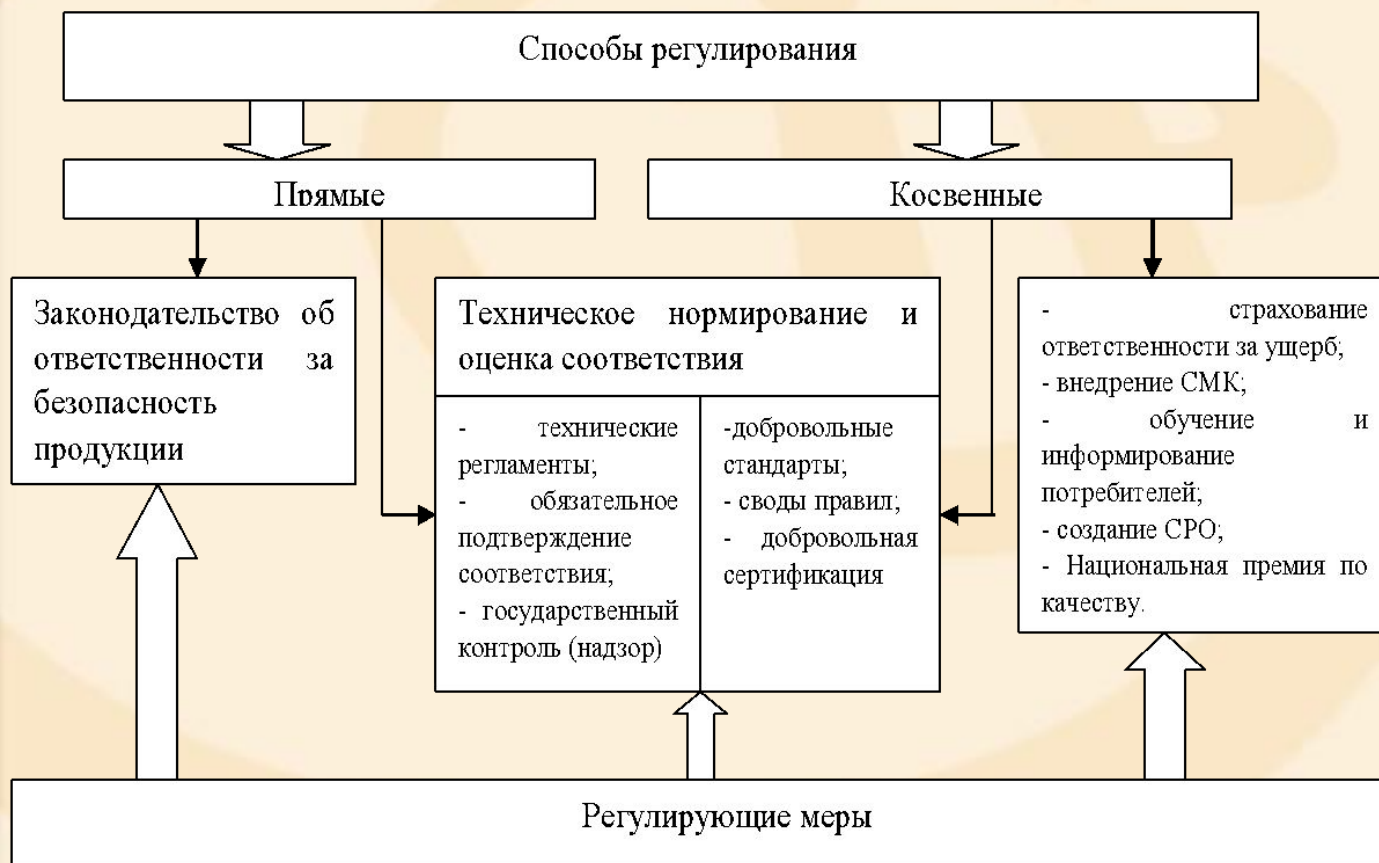 Способы регулирования
Прямые
Косвенные
Законодательство об
ответственности за
безопасность
продукции
Техническое нормирование и
оценка соответствия
- технические
регламенты;
- обязательное
подтверждение
соответствия;
- государственный
контроль (надзор)
-добровольные
стандарты;
- своды правил;
- добровольная
сертификация
- страхование
ответственности за ущерб;
- внедрение СМК;
- обучение и
информирование
потребителей;
- создание СРО;
- Национальная премия по
качеству.
Регулирующие меры